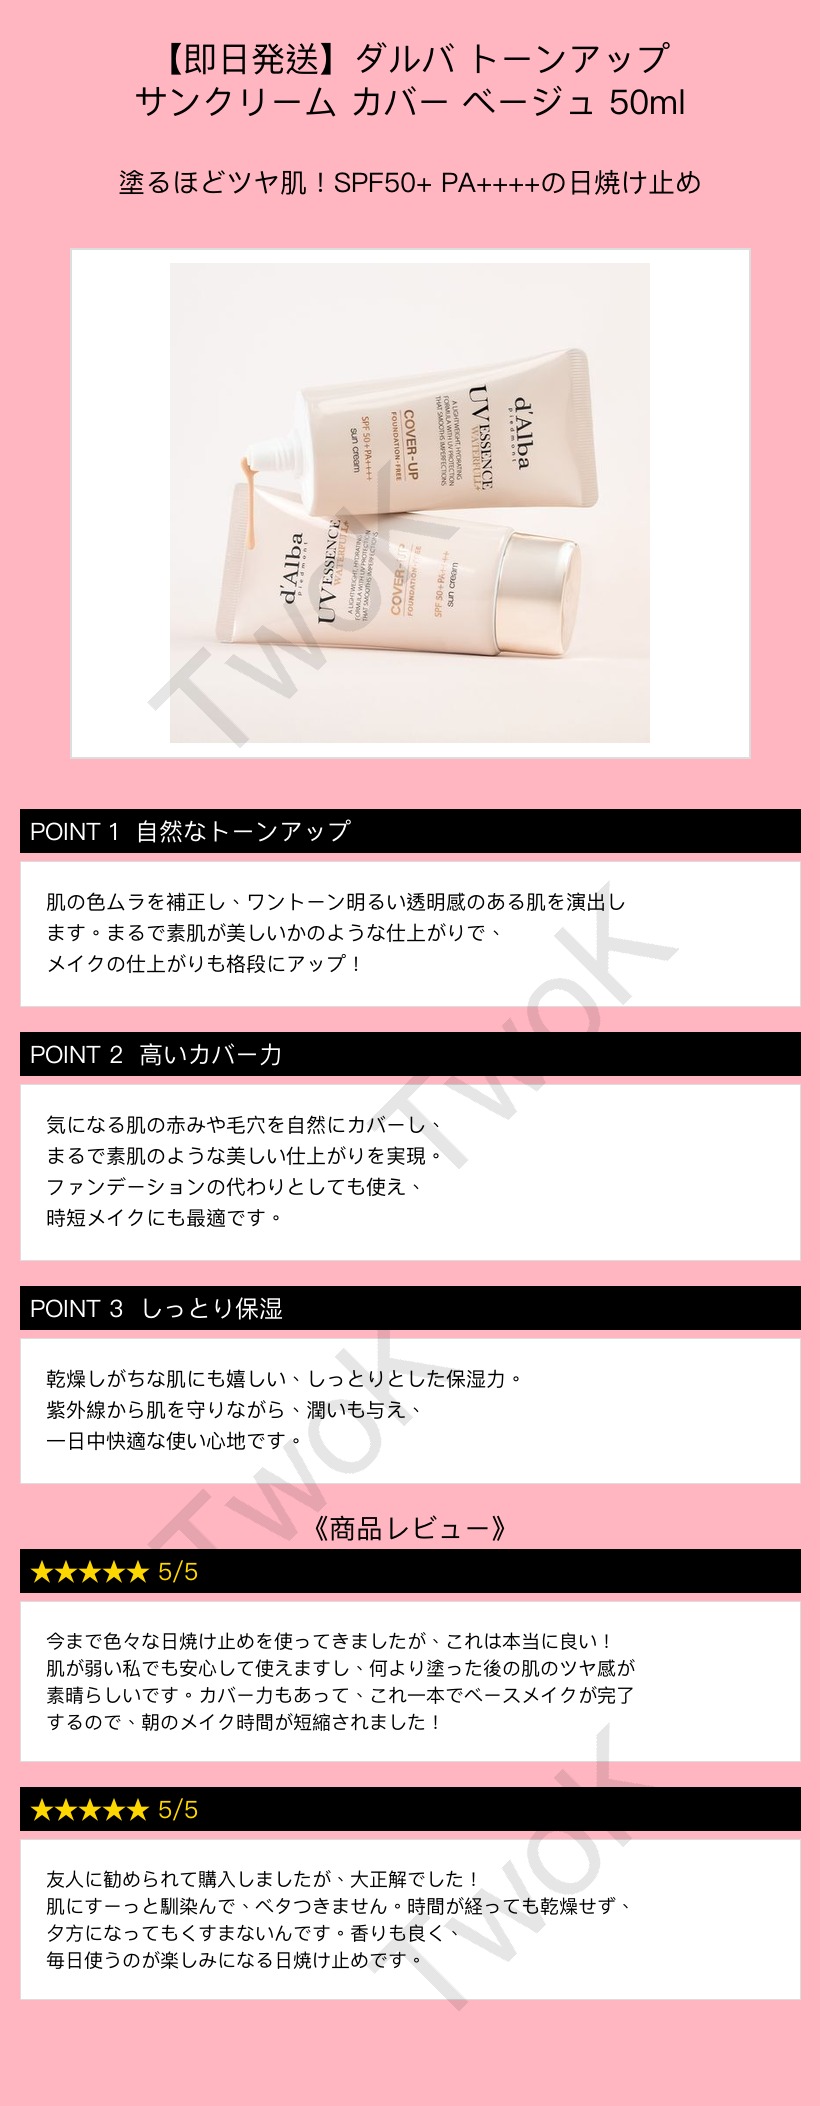 【即日発送】ダルバ トーンアップ
サンクリーム カバー ベージュ 50ml
塗るほどツヤ肌！SPF50+ PA++++の日焼け止め
d'Alba
piedmont
UV ESSENCE
WATERFULL+
A LIGHTWEIGHT, HYDRATING
FORMULA WITH UV PROTECTION
THAT SMOOTHS IMPERFECTIONS
COVER-UP
FOUNDATION-FREE
SPF 50+ PA++++
sun cream
d'Alba
piedmont
UV ESSENCE
WATERFULL+
A LIGHTWEIGHT, HYDRATING
FORMULA WITH UV PROTECTION
THAT SMOOTHS IMPERFECTIONS
COVER-UP
FOUNDATION-FREE
SPF 50+ PA++++
sun cream
TwoK
POINT 1 自然なトーンアップ
肌の色ムラを補正し、ワントーン明るい透明感のある肌を演出し
ます。まるで素肌が美しいかのような仕上がりで、
メイクの仕上がりも格段にアップ！
TwoK
POINT 2 高いカバー力
気になる肌の赤みや毛穴を自然にカバーし、
まるで素肌のような美しい仕上がりを実現。
ファンデーションの代わりとしても使え、
時短メイクにも最適です。
POINT 3 しっとり保湿
乾燥しがちな肌にも嬉しい、しっとりとした保湿力。
紫外線から肌を守りながら、潤いも与え、
一日中快適な使い心地です。
TwoK
《商品レビュー》
★★★★★ 5/5
今まで色々な日焼け止めを使ってきましたが、これは本当に良い！
肌が弱い私でも安心して使えますし、何より塗った後の肌のツヤ感が
素晴らしいです。カバー力もあって、これ一本でベースメイクが完了
するので、朝のメイク時間が短縮されました！
★★★★★ 5/5
友人に勧められて購入しましたが、大正解でした！
肌にすーっと馴染んで、ベタつきません。時間が経っても乾燥せず、
夕方になってもくすまないんです。香りも良く、
毎日使うのが楽しみになる日焼け止めです。
TwoK